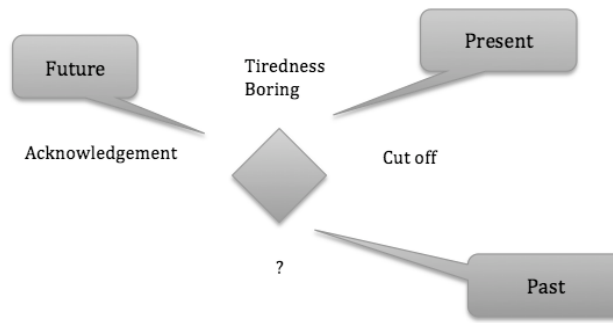 Present
Future
Tiredness
Boring
Acknowledgement
Cut off
?
Past